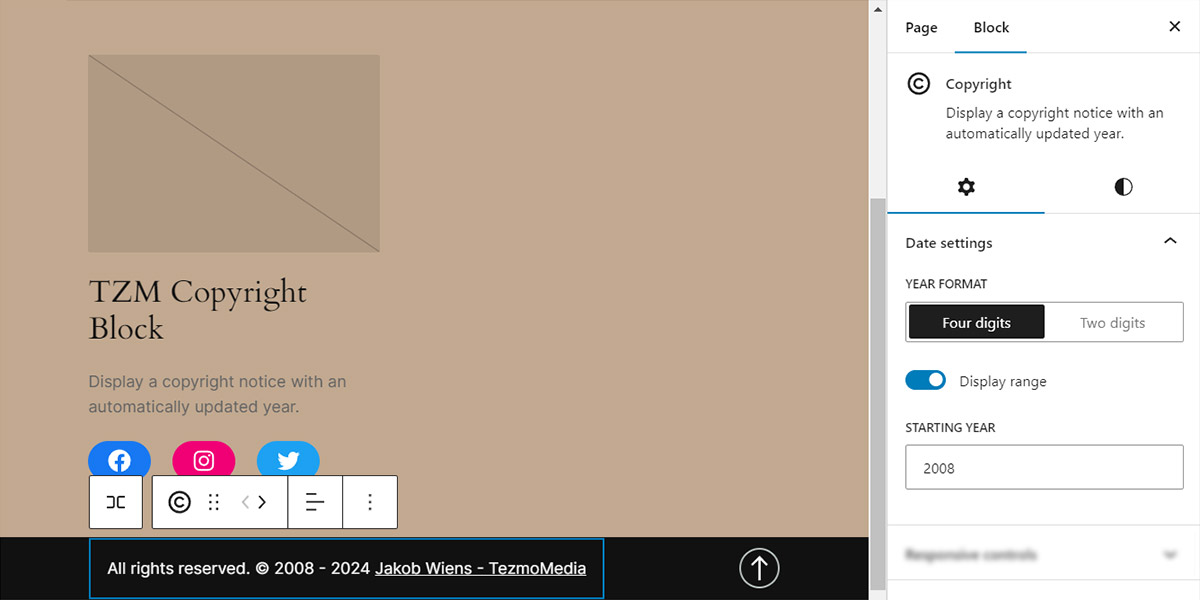 TZM Copyright
Block
Display a copyright notice with an
automatically updated year.
All rights reserved. © 2008 - 2024 Jakob Wiens - TezmoMedia
Page
Block
Copyright
Display a copyright notice with an
automatically updated year.
Date settings
YEAR FORMAT
Four digits
Two digits
Display range
STARTING YEAR
2008
Responsive controls